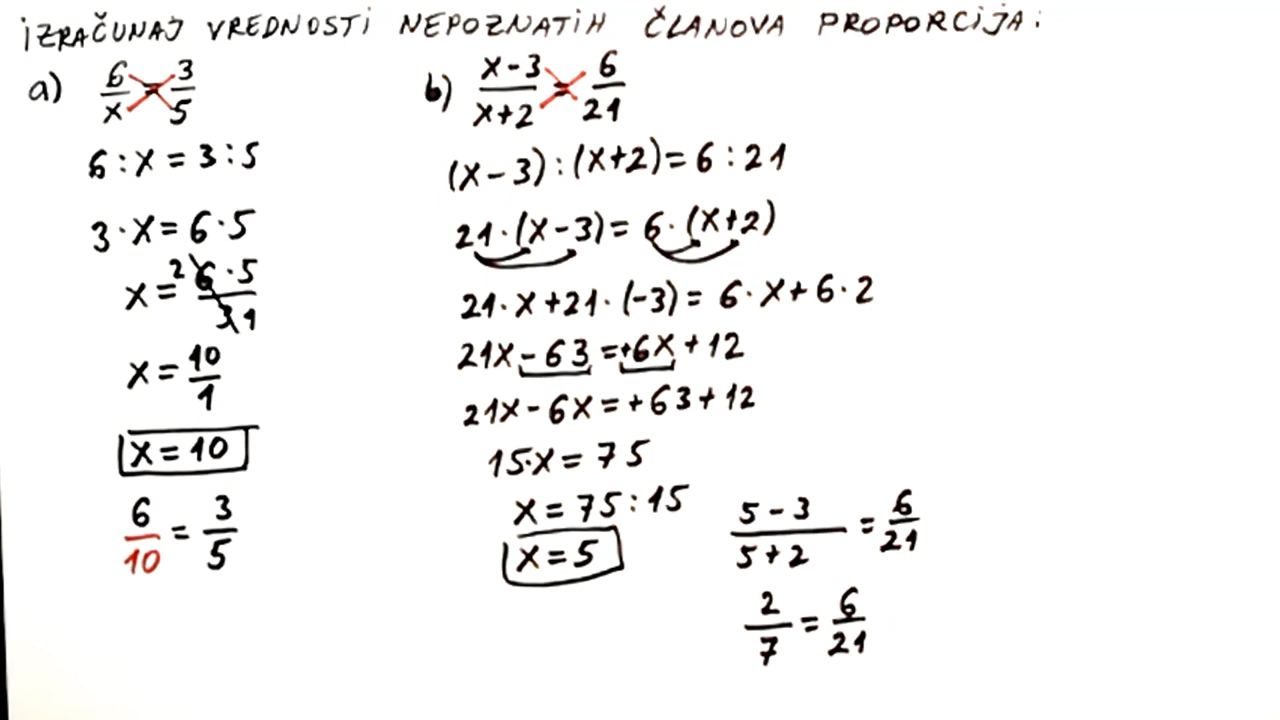 IZRAČUNAJ VREDNOSTI NEPOZNATIH ČLANOVA PROPORCIJA:
a) 6/x = 3/5
6 : x = 3 : 5
3 · x = 6 · 5
x = 2 6 · 5 / 3 1
x = 10/1
x = 10
6/10 = 3/5
b) x - 3 / x + 2 = 6/21
(x - 3) : (x + 2) = 6 : 21
21 · (x - 3) = 6 · (x + 2)
21 · x + 21 · (-3) = 6 · x + 6 · 2
21x - 63 = +6x + 12
21x - 6x = +63 + 12
15 · x = 75
x = 75 : 15
x = 5
5 - 3 / 5 + 2 = 6/21
2/7 = 6/21